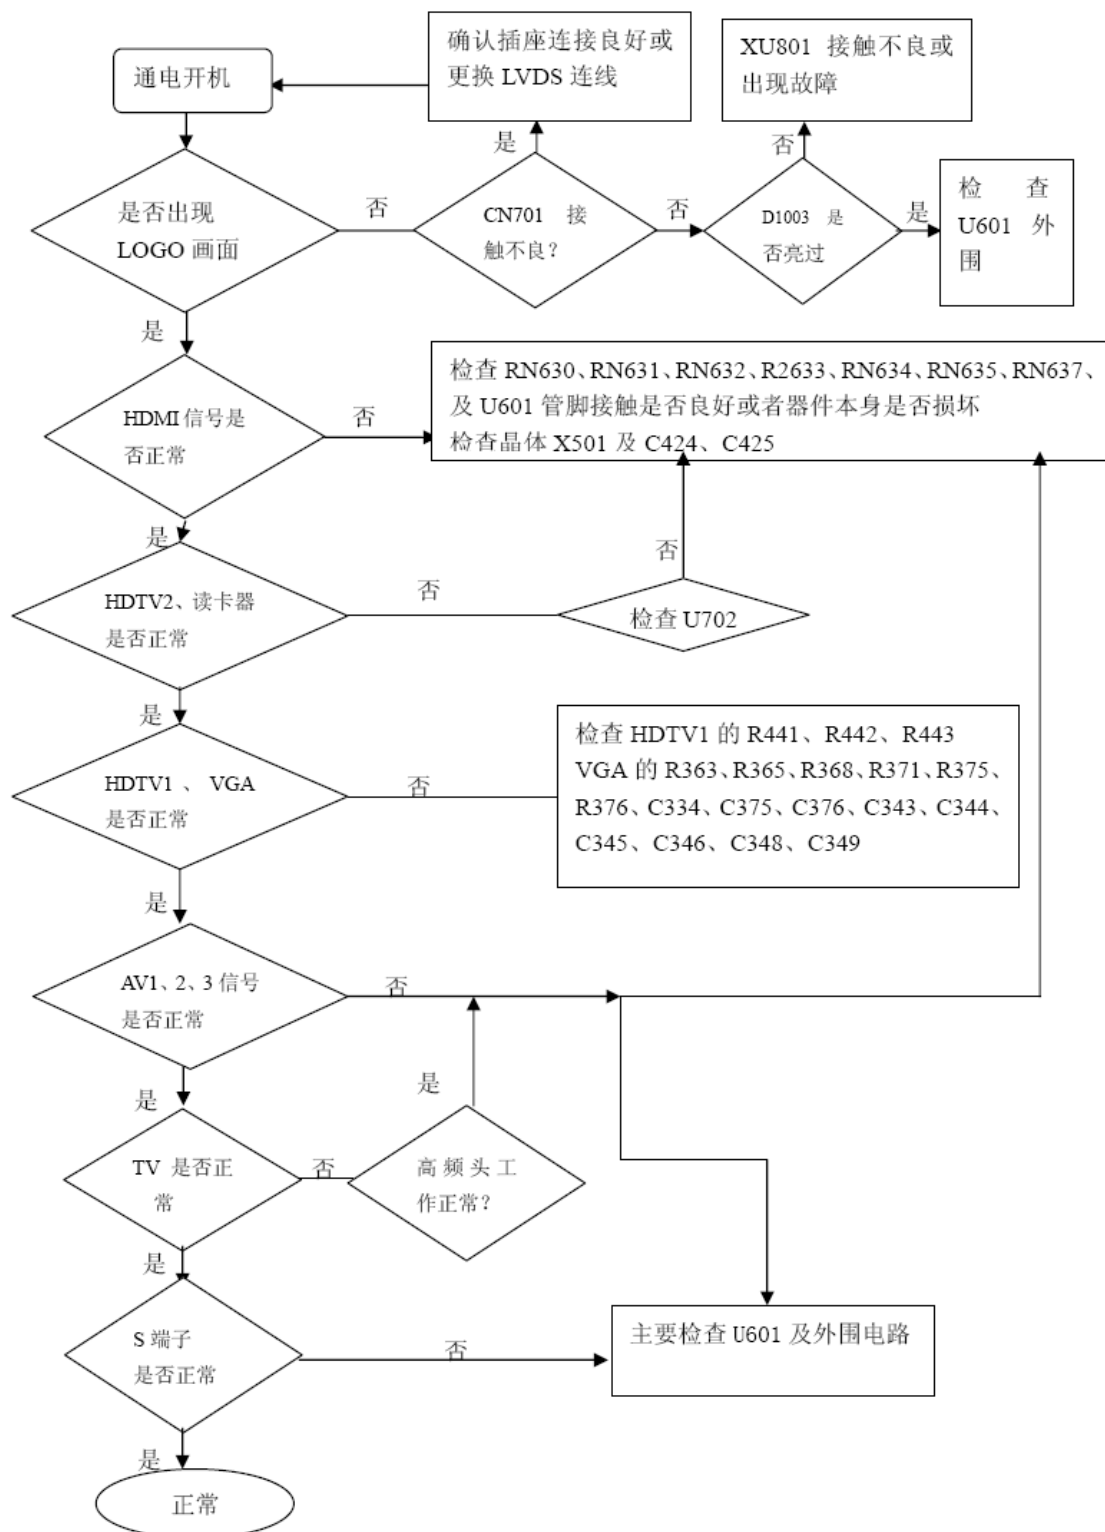 通电开机
确认插座连接良好或
更换 LVDS 连线
XU801 接触不良或
出现故障
是
否
是否出现
LOGO 画面
否
CN701 接
触不良?
否
D1003 是
否亮过
是
检 查
U601 外
围
是
HDMI 信号是
否正常
否
检查 RN630、RN631、RN632、R2633、RN634、RN635、RN637、
及 U601 管脚接触是否良好或者器件本身是否损坏
检查晶体 X501 及 C424、C425
是
HDTV2、读卡器
是否正常
否
否
检查 U702
是
HDTV1 、 VGA
是否正常
否
检查 HDTV1 的 R441、R442、R443
VGA 的 R363、R365、R368、R371、R375、
R376、C334、C375、C376、C343、C344、
C345、C346、C348、C349
是
AV1、2、3 信号
是否正常
否
是
是
TV 是否正
常
否
高 频 头 工
作正常?
是
S 端子
是否正常
否
主要检查 U601 及外围电路
是
正常